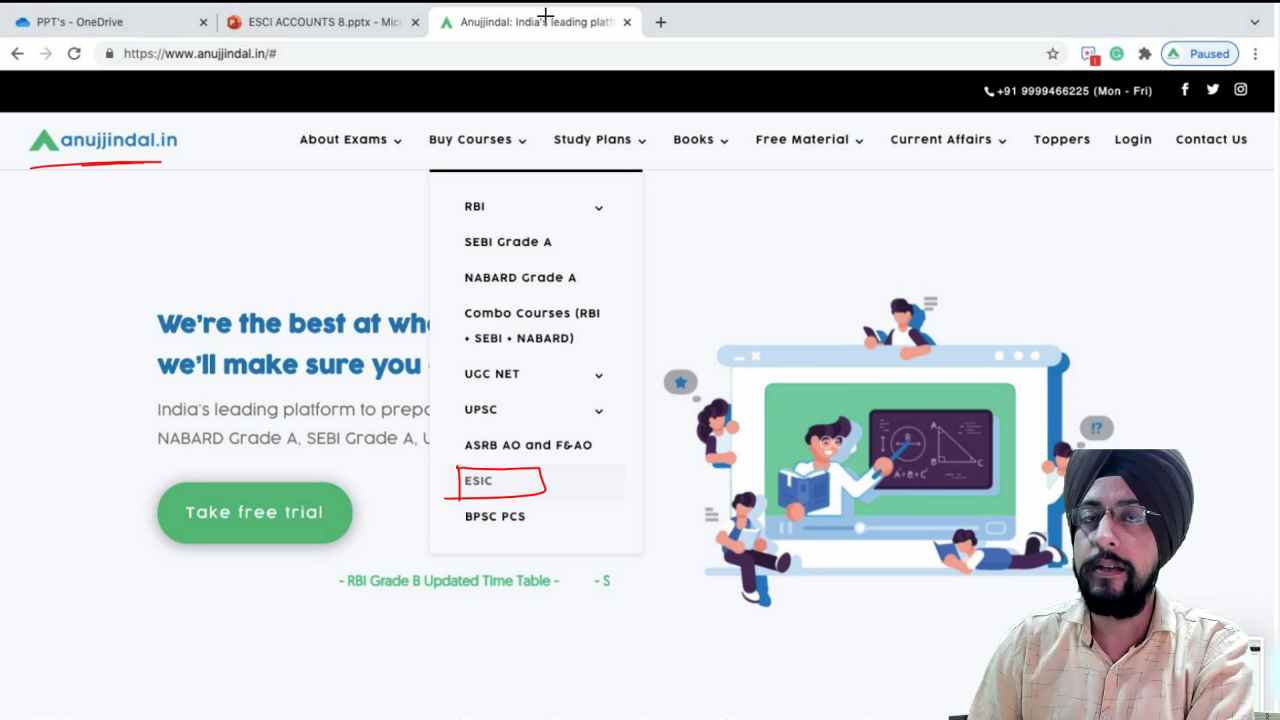 PPT's - OneDrive
ESCI ACCOUNTS 8.pptx - Mic
Anujjindal: India's leading platf
https://www.anujjindal.in/#
Paused
+91 9999466225 (Mon - Fri)
anujjindal.in
About Exams
Buy Courses
Study Plans
Books
Free Material
Current Affairs
Toppers
Login
Contact Us
RBI
SEBI Grade A
NABARD Grade A
Combo Courses (RBI
+ SEBI + NABARD)
UGC NET
UPSC
ASRB AO and F&AO
ESIC
BPSC PCS
We're the best at wh
we'll make sure you
India's leading platform to prep
NABARD Grade A, SEBI Grade A, U
Take free trial
- RBI Grade B Updated Time Table -
- S
!?
A
B
C